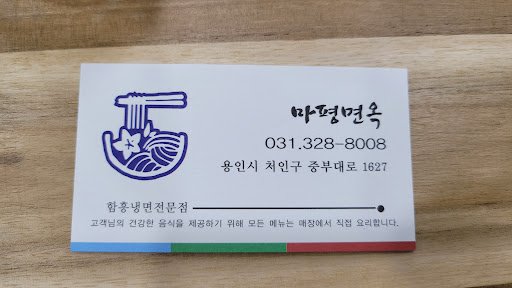 마평면옥
031.328-8008
용인시 처인구 중부대로 1627
함흥냉면전문점
고객님의 건강한 음식을 제공하기 위해 모든 메뉴는 매장에서 직접 요리합니다.